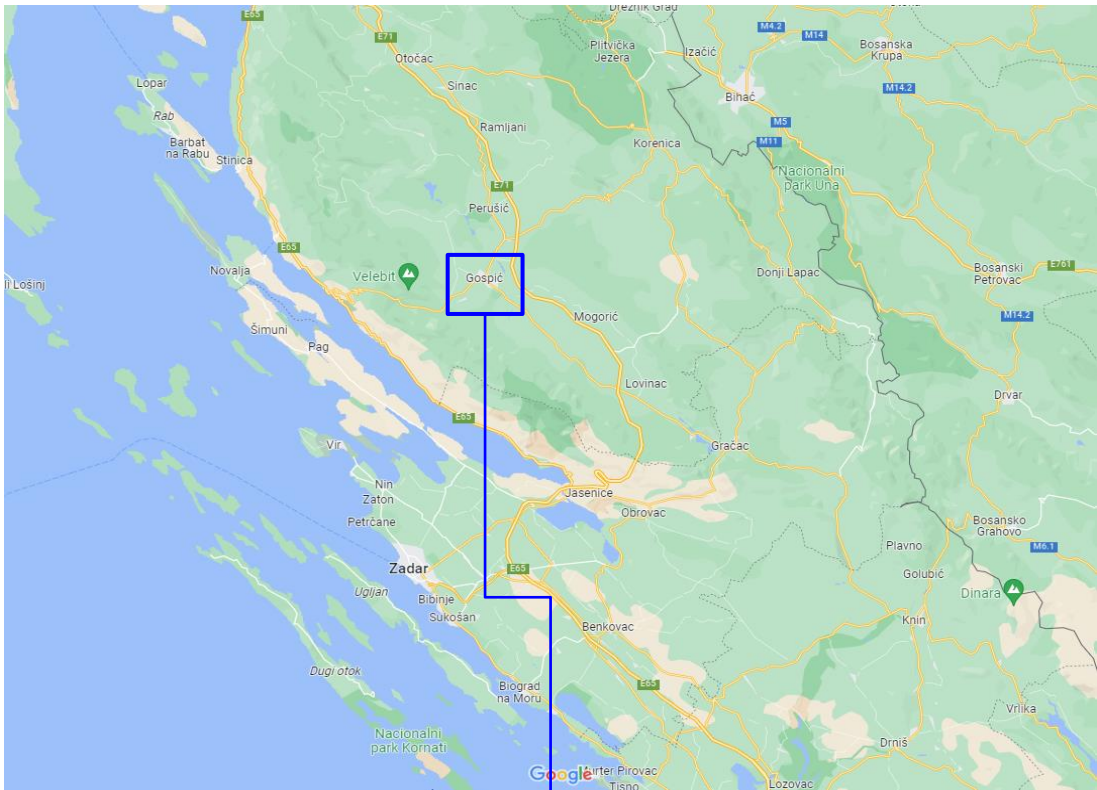 Drežnik Grad
E65
E71
M4.2
M14
Bosanska
Krupa
Plitvička
Jezera
Izačić
Otočac
Lopar
Sinac
Bihać
M14.2
Rab
Ramljani
M5
Barbat
na Rabu
Stinica
Korenica
M11
Nacionalni
park Una
E71
Perušić
E65
Novalja
Velebit
Gospić
Donji Lapac
Bosanski
Petrovac
E761
li Lošinj
Mogorić
M14.2
Šimuni
Pag
Lovinac
Drvar
E65
Vir
Gračac
Nin
Zaton
Jasenice
Petrčane
Obrovac
Bosansko
Grahovo
Plavno
M6.1
Zadar
E65
Golubić
Ugljan
Bibinje
Dinara
Sukošan
Benkovac
Knin
Dugi otok
E65
Biograd
na Moru
Vrlika
Nacionalni
park Kornati
Drniš
Google
urter Pirovac
Tisno
Lozovac